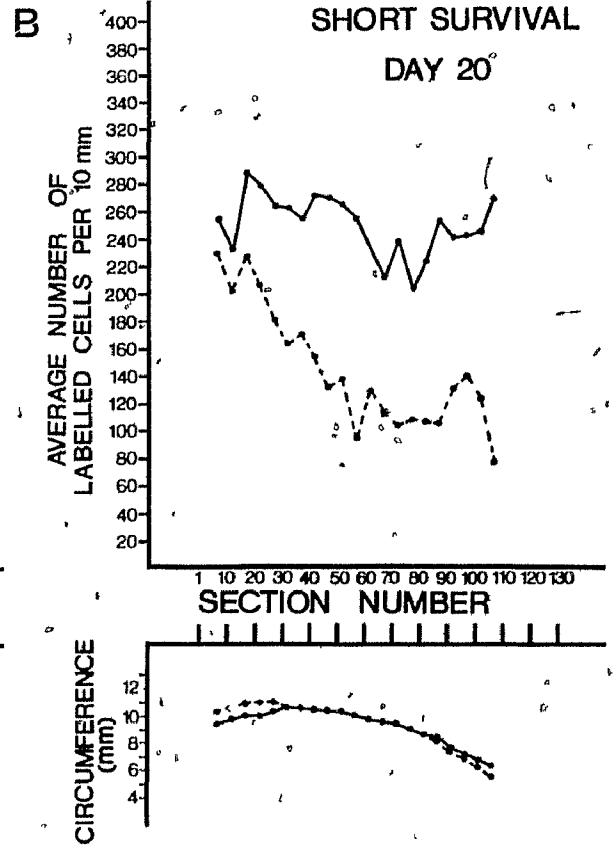 B
SHORT SURVIVAL
DAY 20
400
380
360
340
320
300
280
260
240
220
200
180
160
140
120
100
80
60
40
20
AVERAGE NUMBER OF
LABELLED CELLS PER 10 mm
1 10 20 30 40 50 60 70 80 90 100 110 120 130
SECTION NUMBER
12
10
8
6
4
CIRCUMFERENCE
(mm)